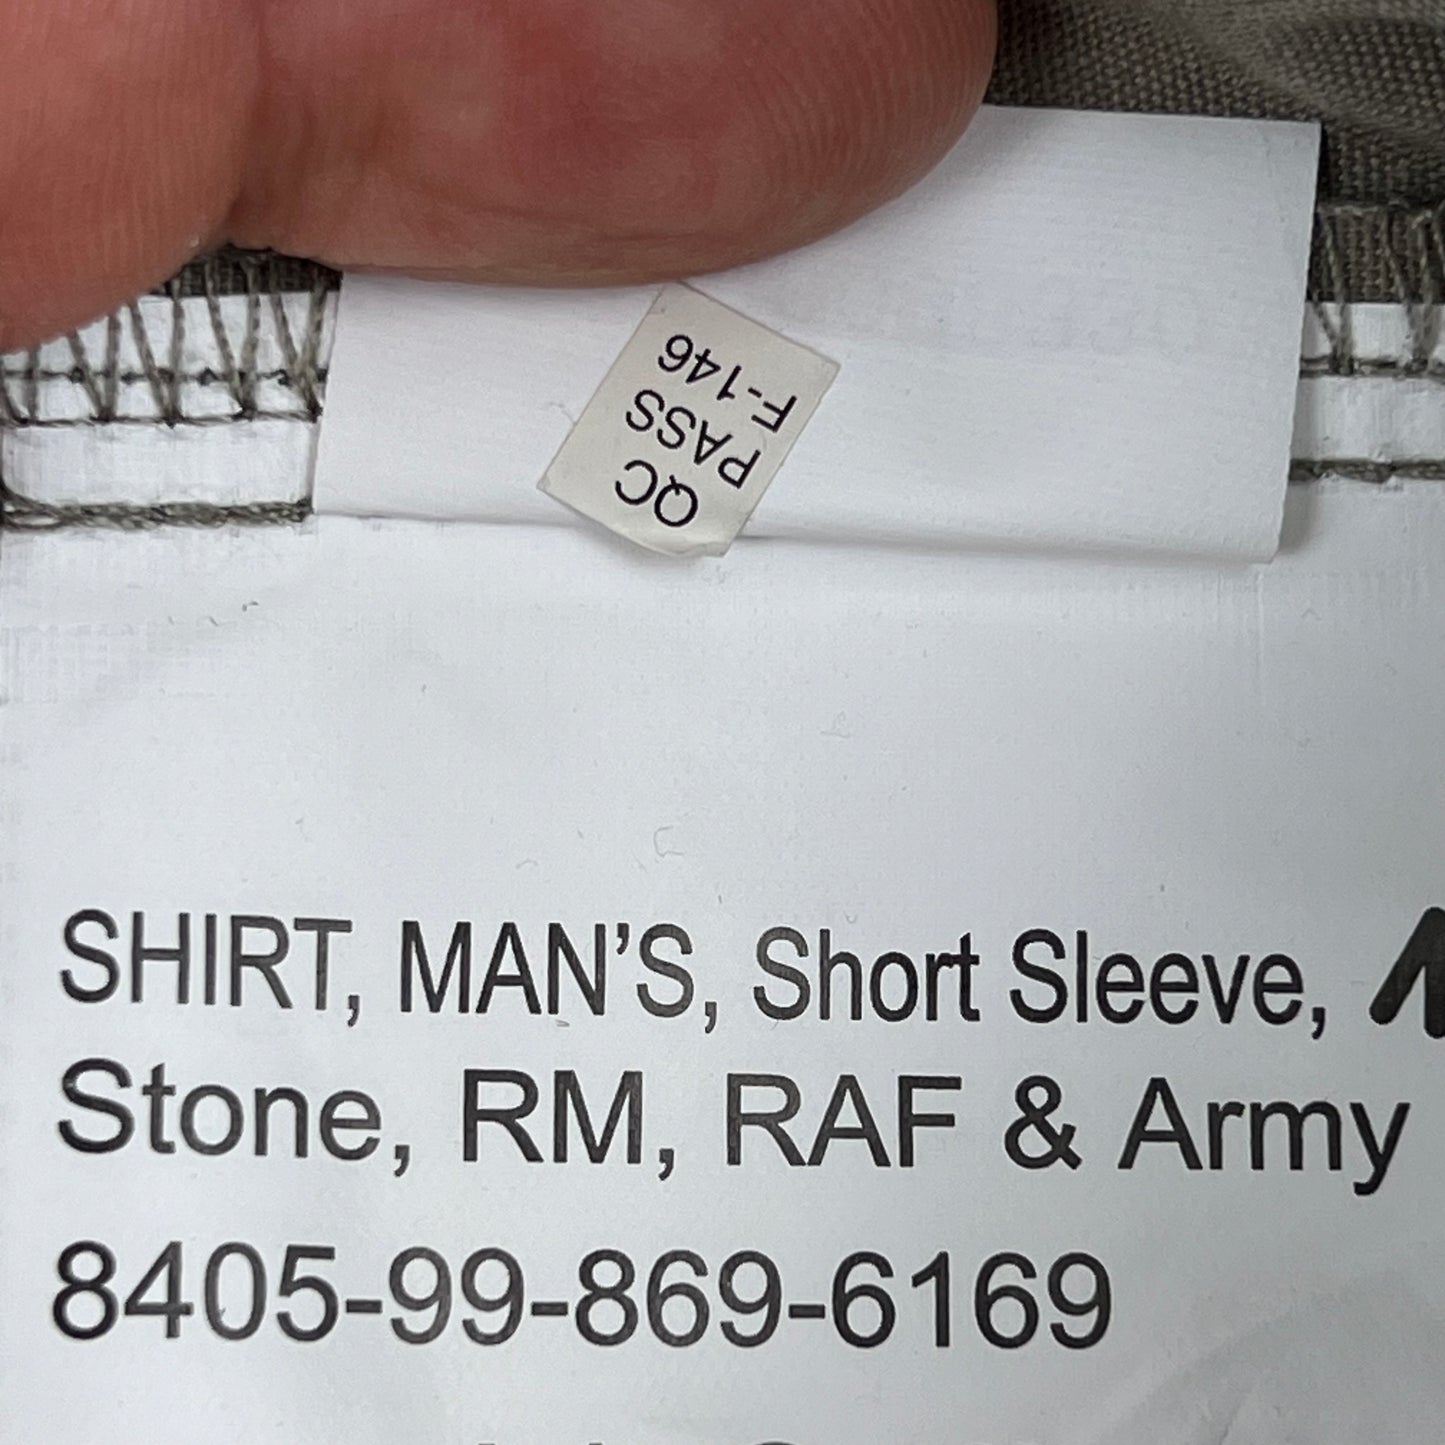 QC
PASS
F-146
SHIRT, MAN'S, Short Sleeve,
Stone, RM, RAF & Army
8405-99-869-6169